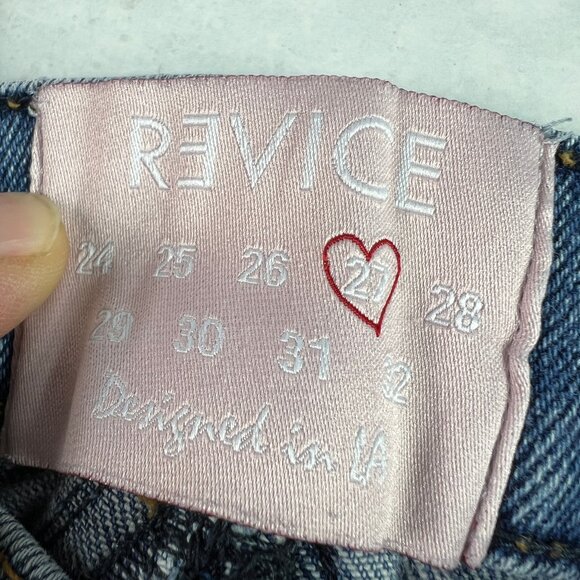 REVICE
24 25 26 27 28
29 30 31 32
Designed in LA